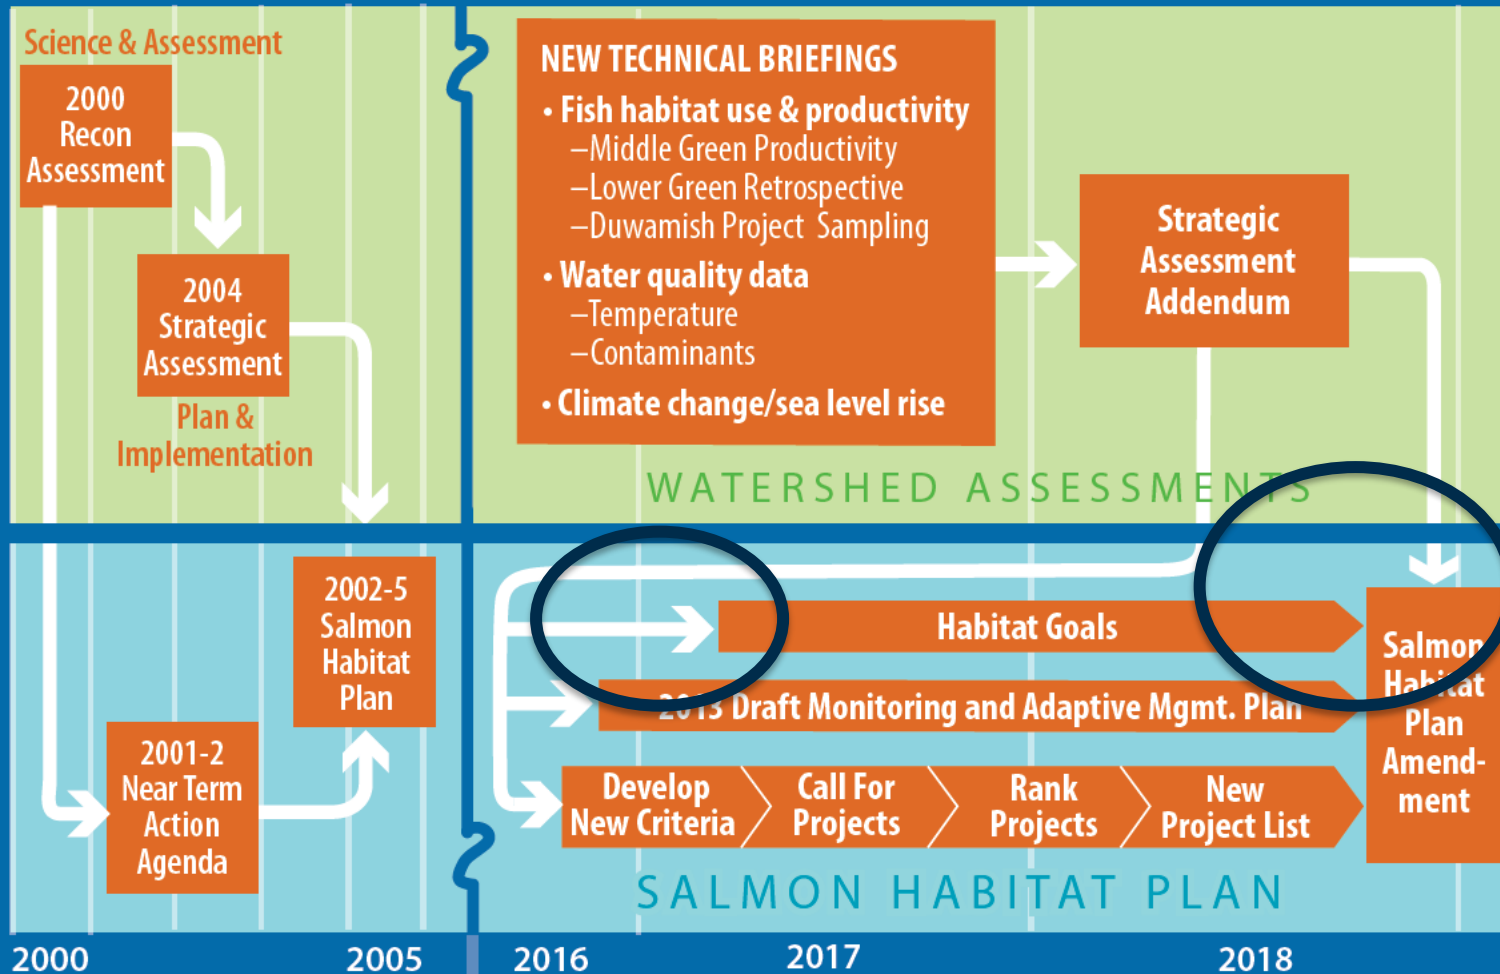 Science & Assessment
2000
Recon
Assessment
2004
Strategic
Assessment
Plan &
Implementation
NEW TECHNICAL BRIEFINGS
• Fish habitat use & productivity
–Middle Green Productivity
–Lower Green Retrospective
–Duwamish Project Sampling
• Water quality data
–Temperature
–Contaminants
• Climate change/sea level rise
Strategic
Assessment
Addendum
WATERSHED ASSESSMENTS
2002-5
Salmon
Habitat
Plan
2001-2
Near Term
Action
Agenda
Habitat Goals
2013 Draft Monitoring and Adaptive Mgmt. Plan
Develop
New Criteria
Call For
Projects
Rank
Projects
New
Project List
Salmon
Habitat
Plan
Amend-
ment
SALMON HABITAT PLAN
2000
2005
2016
2017
2018